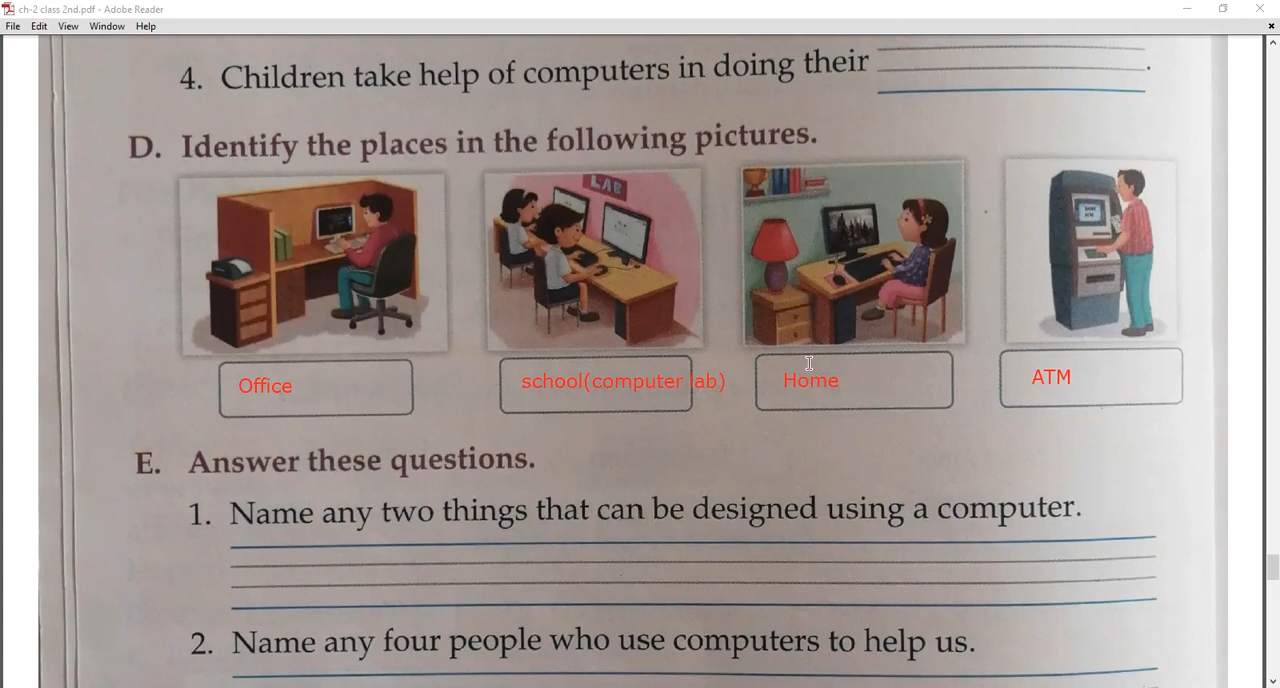 ch-2 class 2nd.pdf - Adobe Reader
File Edit View Window Help
4. Children take help of computers in doing their ____________.
D. Identify the places in the following pictures.
LAB
Office school(computer lab) Home ATM
E. Answer these questions.
1. Name any two things that can be designed using a computer.
2. Name any four people who use computers to help us.